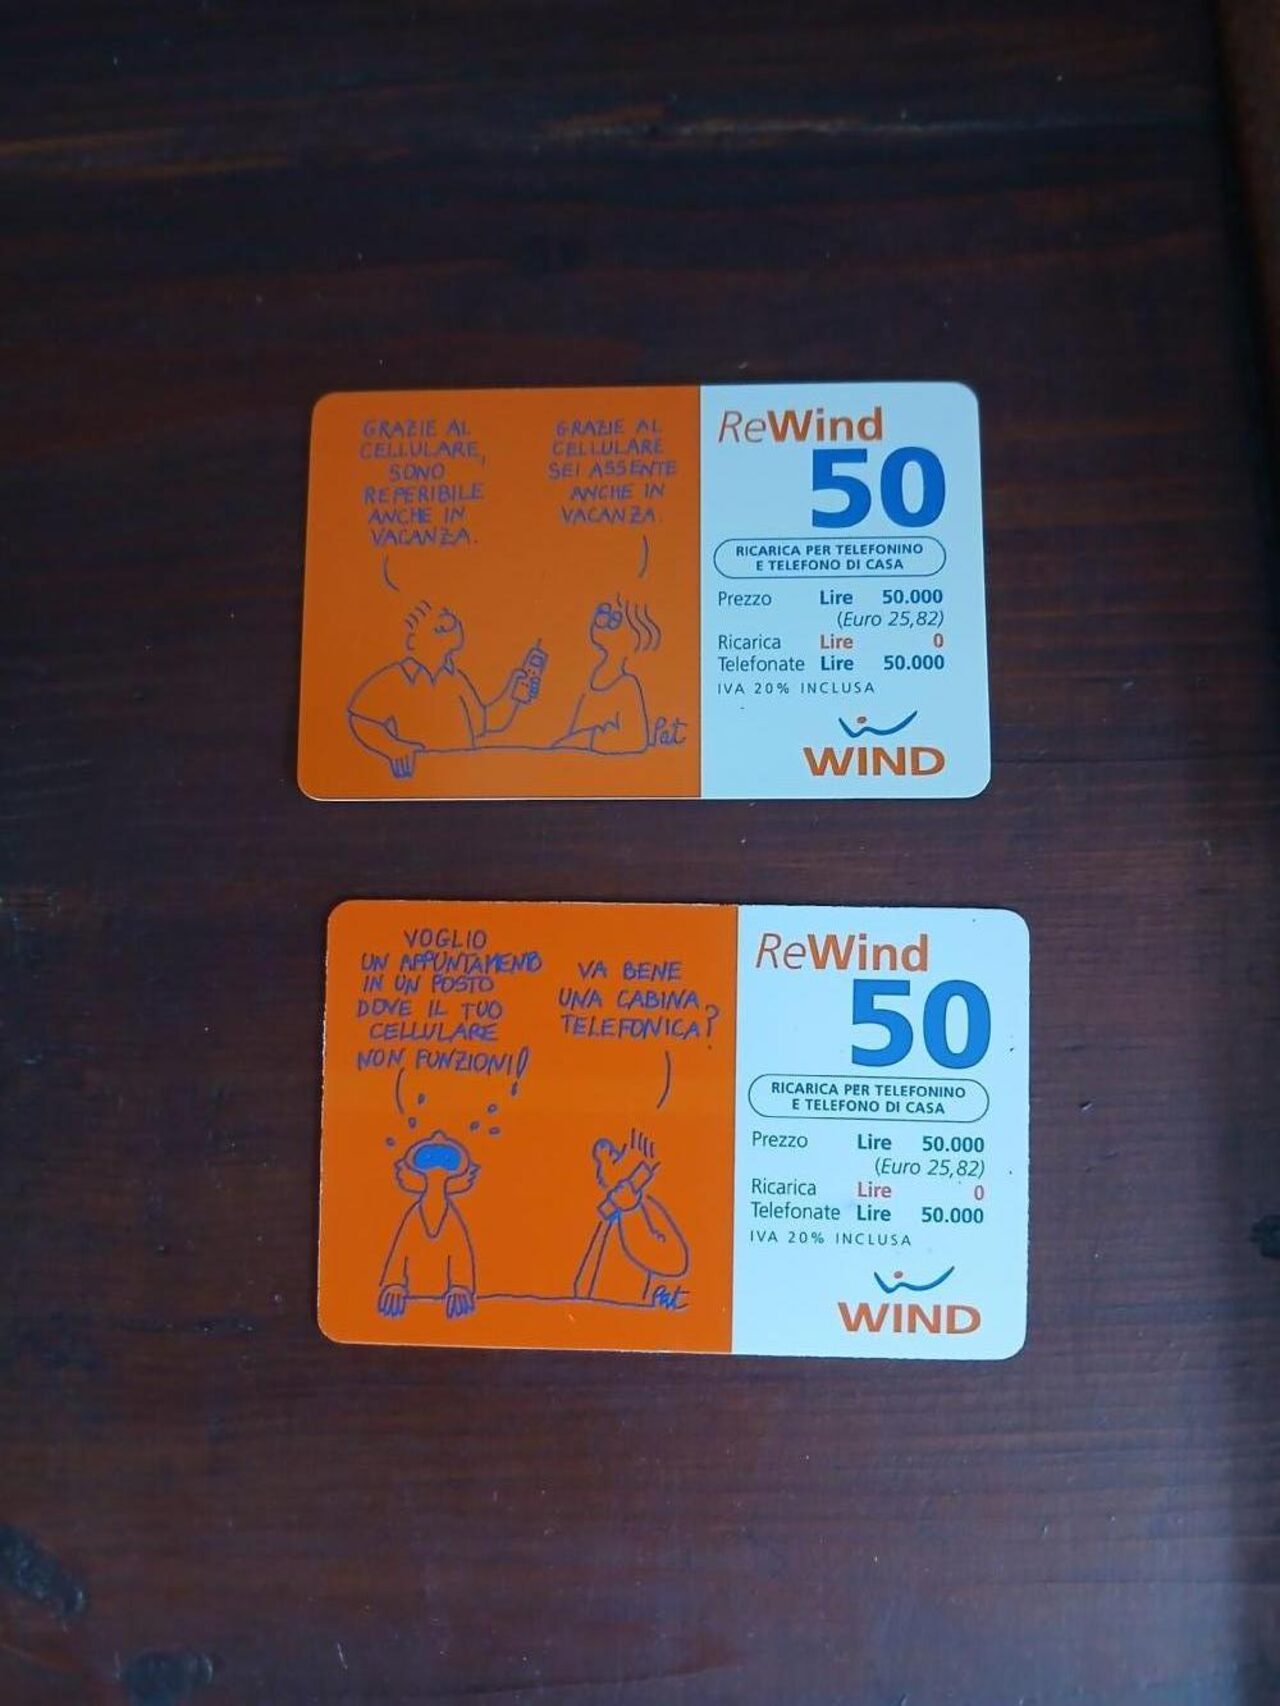 GRAZIE AL
CELLULARE,
SONO
REPERIBILE
ANCHE IN
VACANZA.
GRAZIE AL
CELLULARE
SEI ASSENTE
ANCHE IN
VACANZA.
Pat
ReWind
50
RICARICA PER TELEFONINO
E TELEFONO DI CASA
Prezzo Lire 50.000
(Euro 25,82)
Ricarica Lire 0
Telefonate Lire 50.000
IVA 20% INCLUSA
WIND
VOGLIO
UN APPUNTAMENTO
IN UN POSTO
DOVE IL TUO
CELLULARE
NON FUNZIONI!
VA BENE
UNA CABINA
TELEFONICA?
Pat
ReWind
50
RICARICA PER TELEFONINO
E TELEFONO DI CASA
Prezzo Lire 50.000
(Euro 25,82)
Ricarica Lire 0
Telefonate Lire 50.000
IVA 20% INCLUSA
WIND